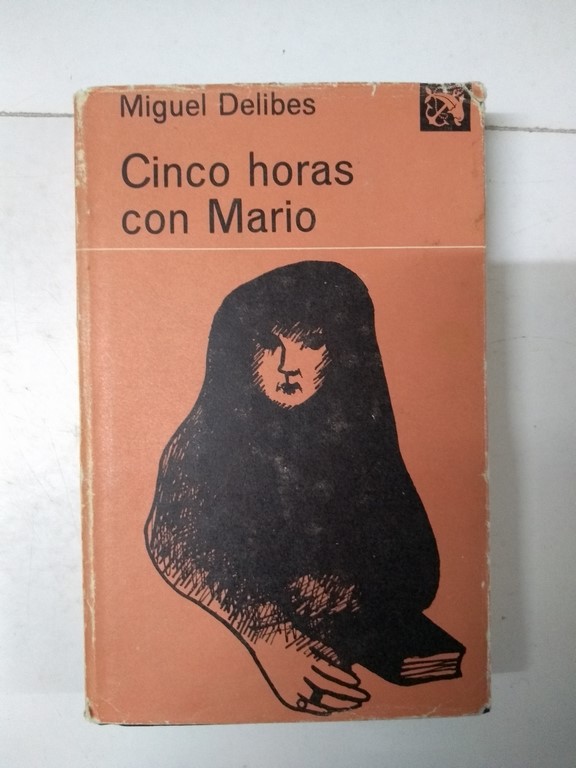 Miguel Delibes
Cinco horas
con Mario